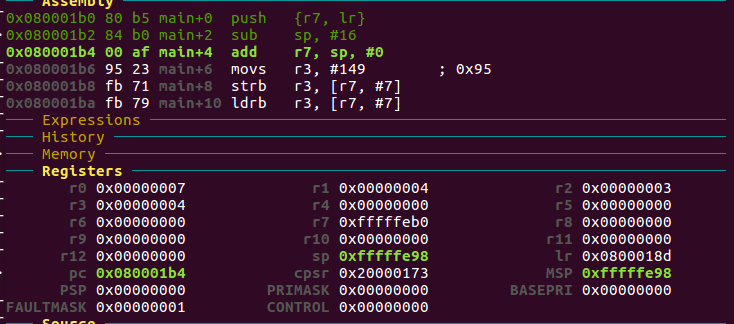 Assembly
0x080001b0 80 b5 main+0 push {r7, lr}
0x080001b2 84 b0 main+2 sub sp, #16
0x080001b4 00 af main+4 add r7, sp, #0
0x080001b6 95 23 main+6 movs r3, #149 ; 0x95
0x080001b8 fb 71 main+8 strb r3, [r7, #7]
0x080001ba fb 79 main+10 ldrb r3, [r7, #7]
Expressions
History
Memory
Registers
r0 0x00000007 r1 0x00000004 r2 0x00000003
r3 0x00000004 r4 0x00000000 r5 0x00000000
r6 0x00000000 r7 0xfffffeb0 r8 0x00000000
r9 0x00000000 r10 0x00000000 r11 0x00000000
r12 0x00000000 sp 0xfffffe98 lr 0x0800018d
pc 0x080001b4 cpsr 0x20000173 MSP 0xfffffe98
PSP 0x00000000 PRIMASK 0x00000000 BASEPRI 0x00000000
FAULTMASK 0x00000001 CONTROL 0x00000000
Source